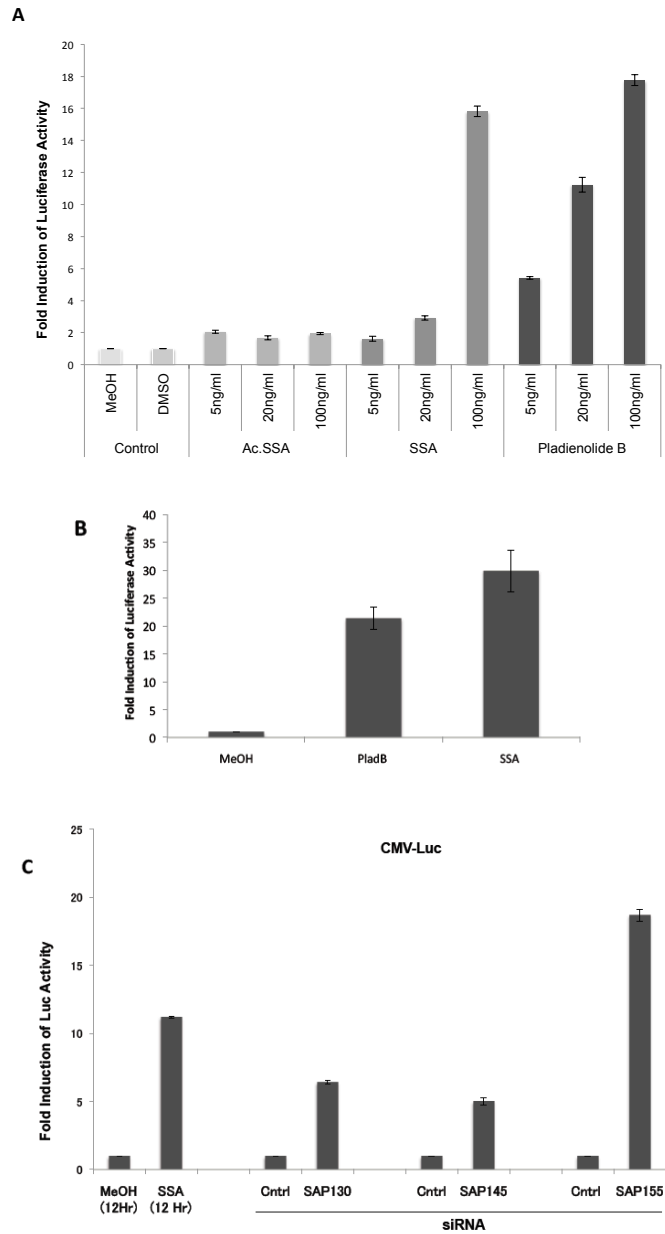 A
Fold Induction of Luciferase Activity
20
18
16
14
12
10
8
6
4
2
0
MeOH
DMSO
5ng/ml
20ng/ml
100ng/ml
5ng/ml
20ng/ml
100ng/ml
5ng/ml
20ng/ml
100ng/ml
Control
Ac.SSA
SSA
Pladienolide B
B
Fold Induction of Luciferase Activity
40
35
30
25
20
15
10
5
0
MeOH
PladB
SSA
C
CMV-Luc
Fold Induction of Luc Activity
25
20
15
10
5
0
MeOH
(12Hr)
SSA
(12 Hr)
Cntrl
SAP130
Cntrl
SAP145
Cntrl
SAP155
siRNA